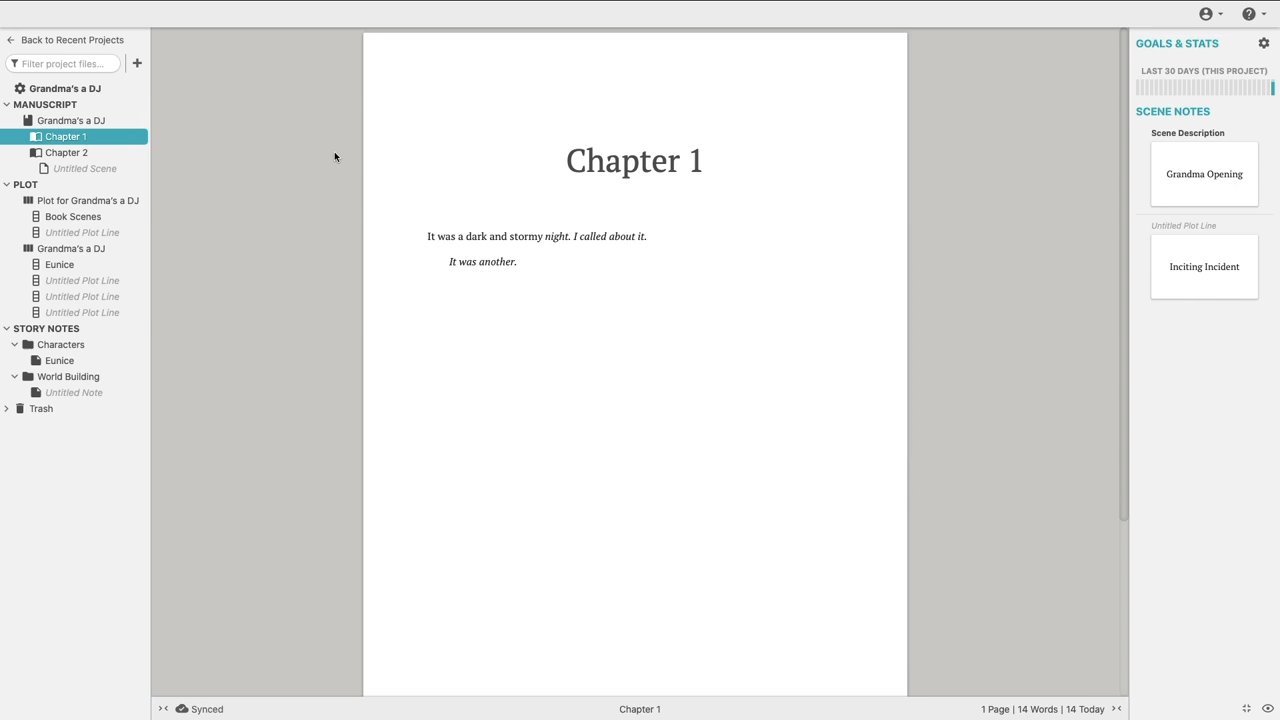 Back to Recent Projects
Filter project files...
Grandma's a DJ
MANUSCRIPT
Grandma's a DJ
Chapter 1
Chapter 2
Untitled Scene
PLOT
Plot for Grandma's a DJ
Book Scenes
Untitled Plot Line
Grandma's a DJ
Eunice
Untitled Plot Line
Untitled Plot Line
Untitled Plot Line
STORY NOTES
Characters
Eunice
World Building
Untitled Note
Trash
Chapter 1
It was a dark and stormy night. I called about it.
It was another.
GOALS & STATS
LAST 30 DAYS (THIS PROJECT)
SCENE NOTES
Scene Description
Grandma Opening
Untitled Plot Line
Inciting Incident
Synced
Chapter 1
1 Page | 14 Words | 14 Today